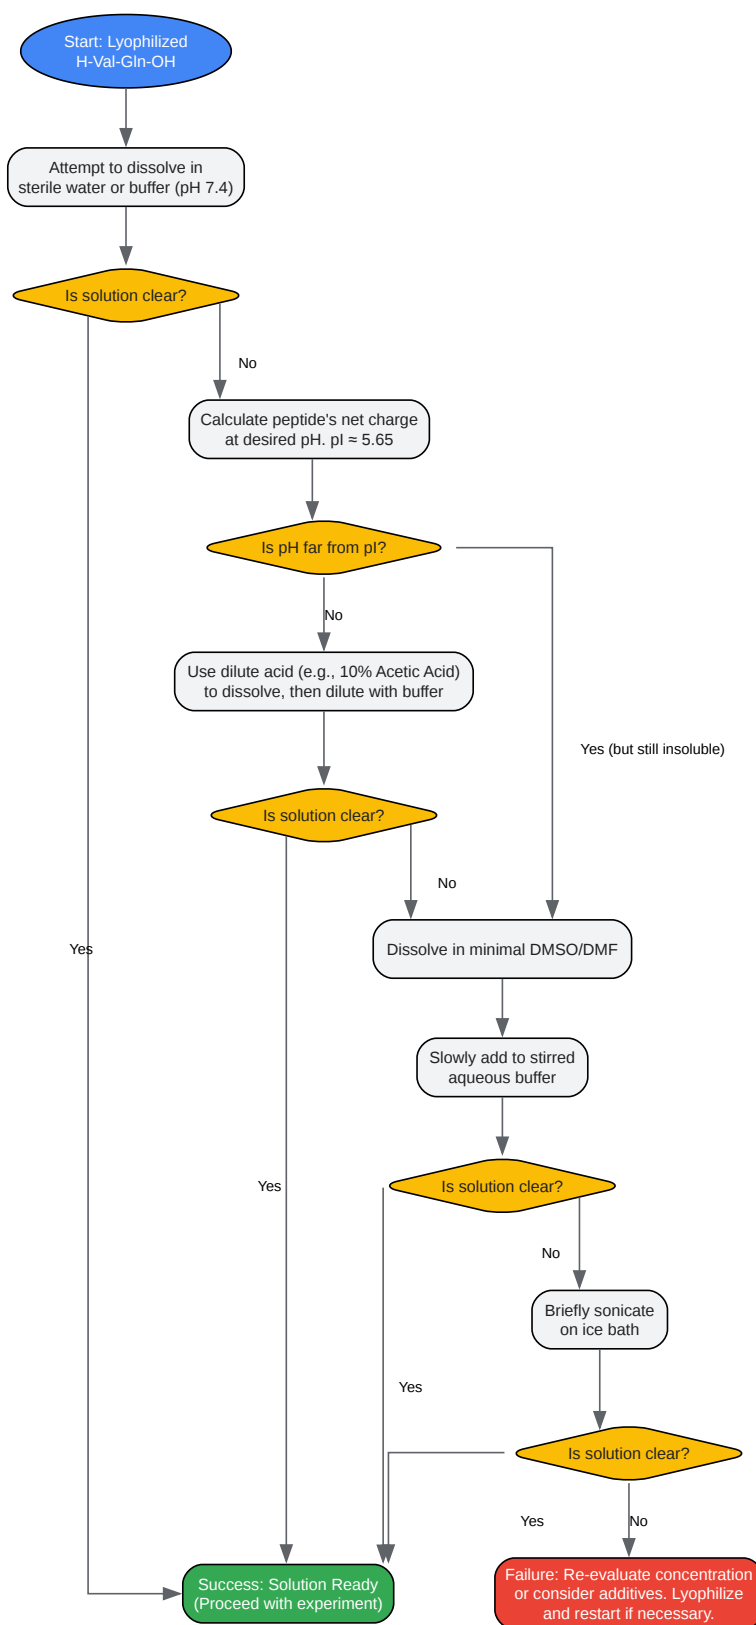 Start: Lyophilized
H-Val-Gln-OH
Attempt to dissolve in
sterile water or buffer (pH 7.4)
Is solution clear?
No
Calculate peptide's net charge
at desired pH. pI ≈ 5.65
Is pH far from pI?
No
Use dilute acid (e.g., 10% Acetic Acid)
to dissolve, then dilute with buffer
Yes (but still insoluble)
Is solution clear?
No
Yes
Dissolve in minimal DMSO/DMF
Slowly add to stirred
aqueous buffer
Yes
Is solution clear?
No
Briefly sonicate
on ice bath
Yes
Is solution clear?
Yes
No
Success: Solution Ready
(Proceed with experiment)
Failure: Re-evaluate concentration
or consider additives. Lyophilize
and restart if necessary.